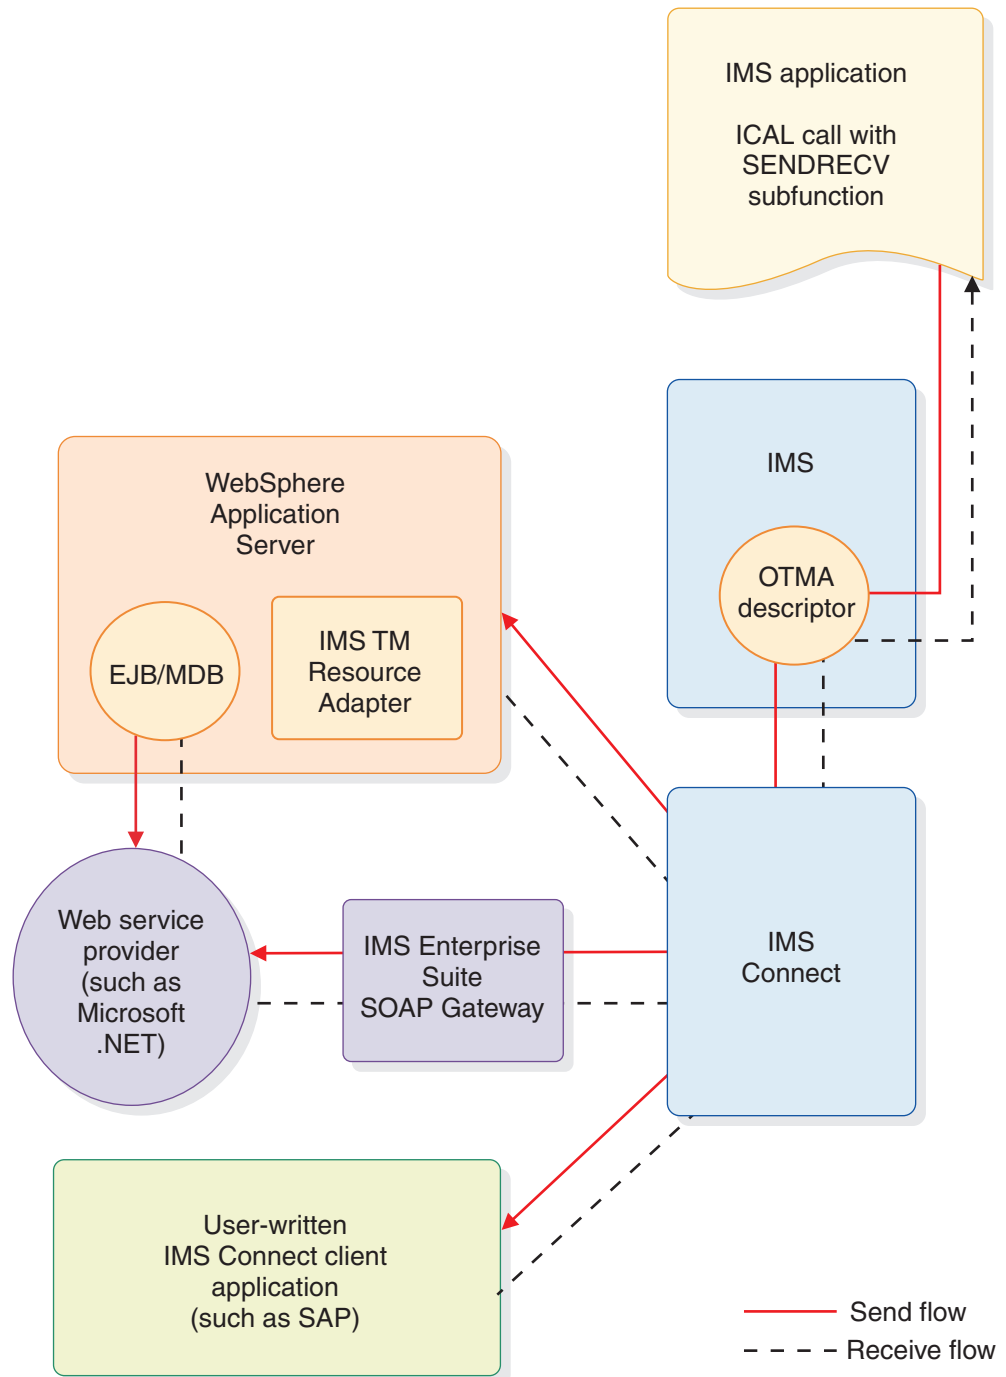 IMS application
ICAL call with
SENDRECV
subfunction
IMS
OTMA
descriptor
WebSphere
Application
Server
EJB/MDB
IMS TM
Resource
Adapter
Web service
provider
(such as
Microsoft
.NET)
IMS Enterprise
Suite
SOAP Gateway
IMS
Connect
User-written
IMS Connect client
application
(such as SAP)
Send flow
Receive flow